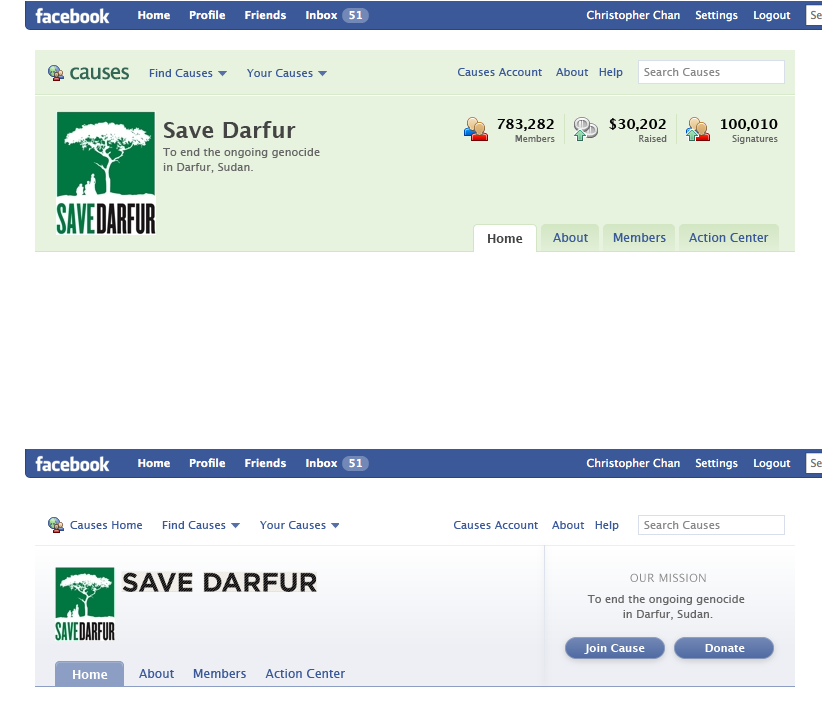 facebook Home Profile Friends Inbox 51 Christopher Chan Settings Logout Se
causes Find Causes Your Causes Causes Account About Help Search Causes
Save Darfur
To end the ongoing genocide
in Darfur, Sudan.
783,282 $30,202 100,010
Members Raised Signatures
SAVEDARFUR
Home About Members Action Center
facebook Home Profile Friends Inbox 51 Christopher Chan Settings Logout Se
Causes Home Find Causes Your Causes Causes Account About Help Search Causes
SAVE DARFUR
SAVEDARFUR
OUR MISSION
To end the ongoing genocide
in Darfur, Sudan.
Join Cause Donate
Home About Members Action Center